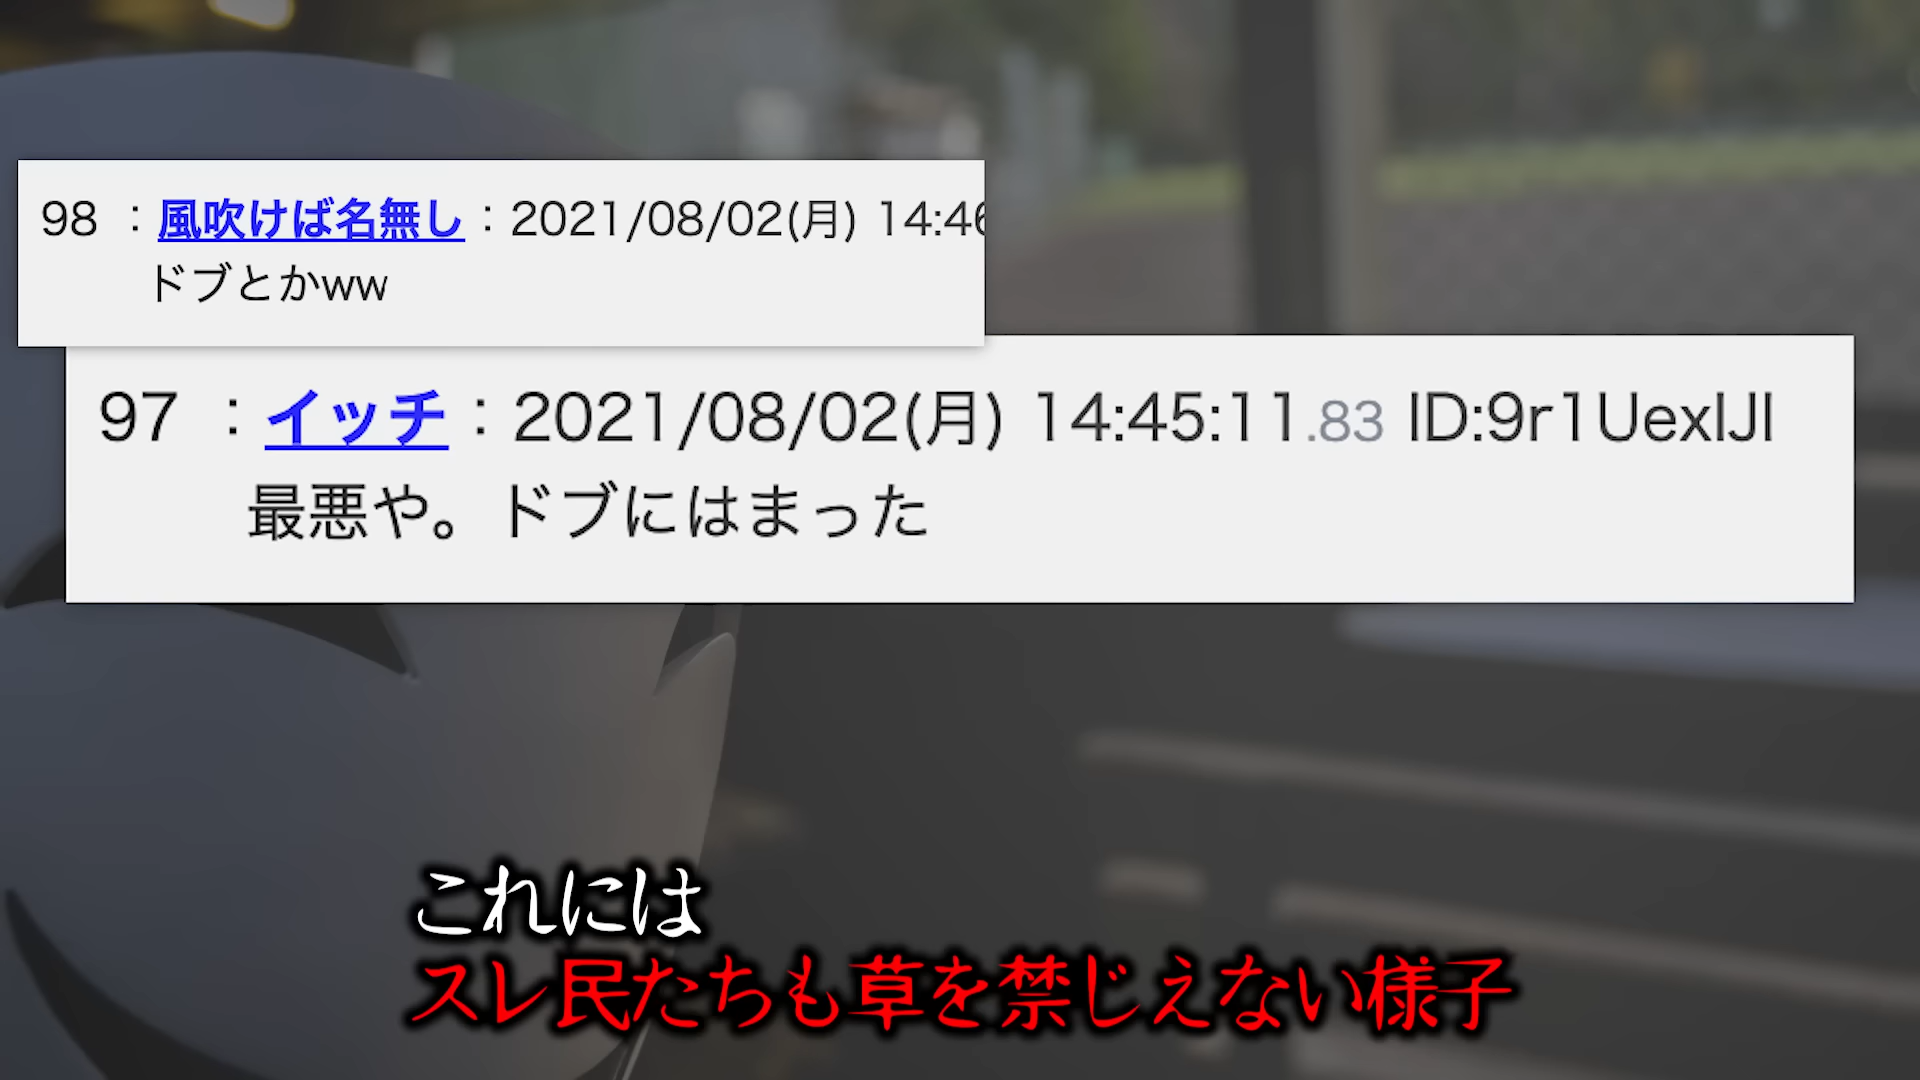 98 ：風吹けば名無し：2021/08/02(月) 14:46
ドブとかww
97 ：イッチ：2021/08/02(月) 14:45:11.83 ID:9r1UexIJI
最悪や。ドブにはまった
これには
スレ民たちも草を禁じえない様子